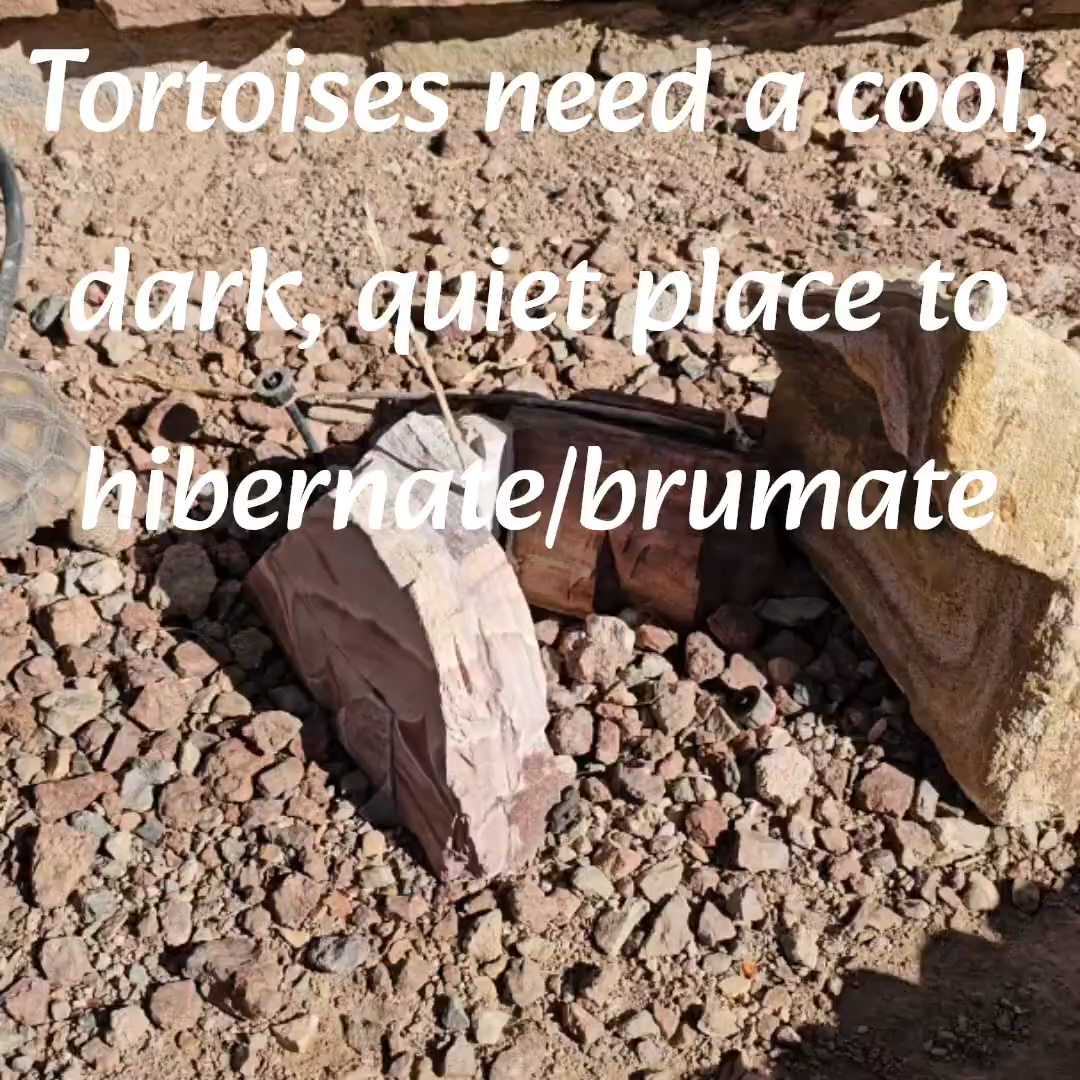 Tortoises need a cool,
dark, quiet place to
hibernate/brumate